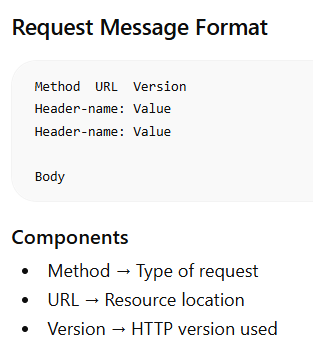 Request Message Format
Method  URL  Version
Header-name: Value
Header-name: Value
Body
Components
• Method → Type of request
• URL → Resource location
• Version → HTTP version used